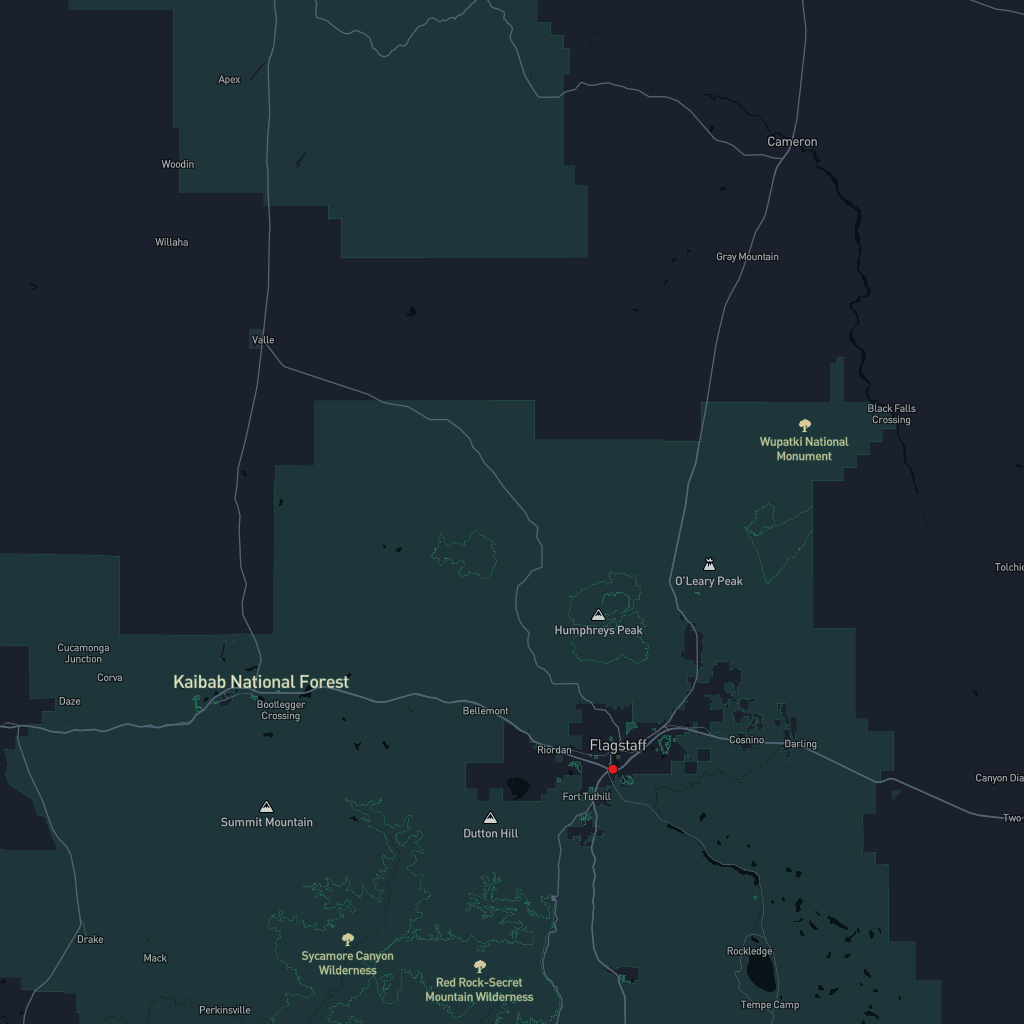 Apex
Cameron
Woodin
Willaha
Gray Mountain
Valle
Black Falls
Crossing
Wupatki National
Monument
Tolchic
O'Leary Peak
Humphreys Peak
Cucamonga
Junction
Corva
Kaibab National Forest
Daze
Bootlegger
Crossing
Bellemont
Flagstaff
Riordan
Cosnino
Darling
Canyon Dia
Fort Tuthill
Summit Mountain
Two
Dutton Hill
Drake
Mack
Sycamore Canyon
Wilderness
Rockledge
Red Rock-Secret
Mountain Wilderness
Perkinsville
Tempe Camp